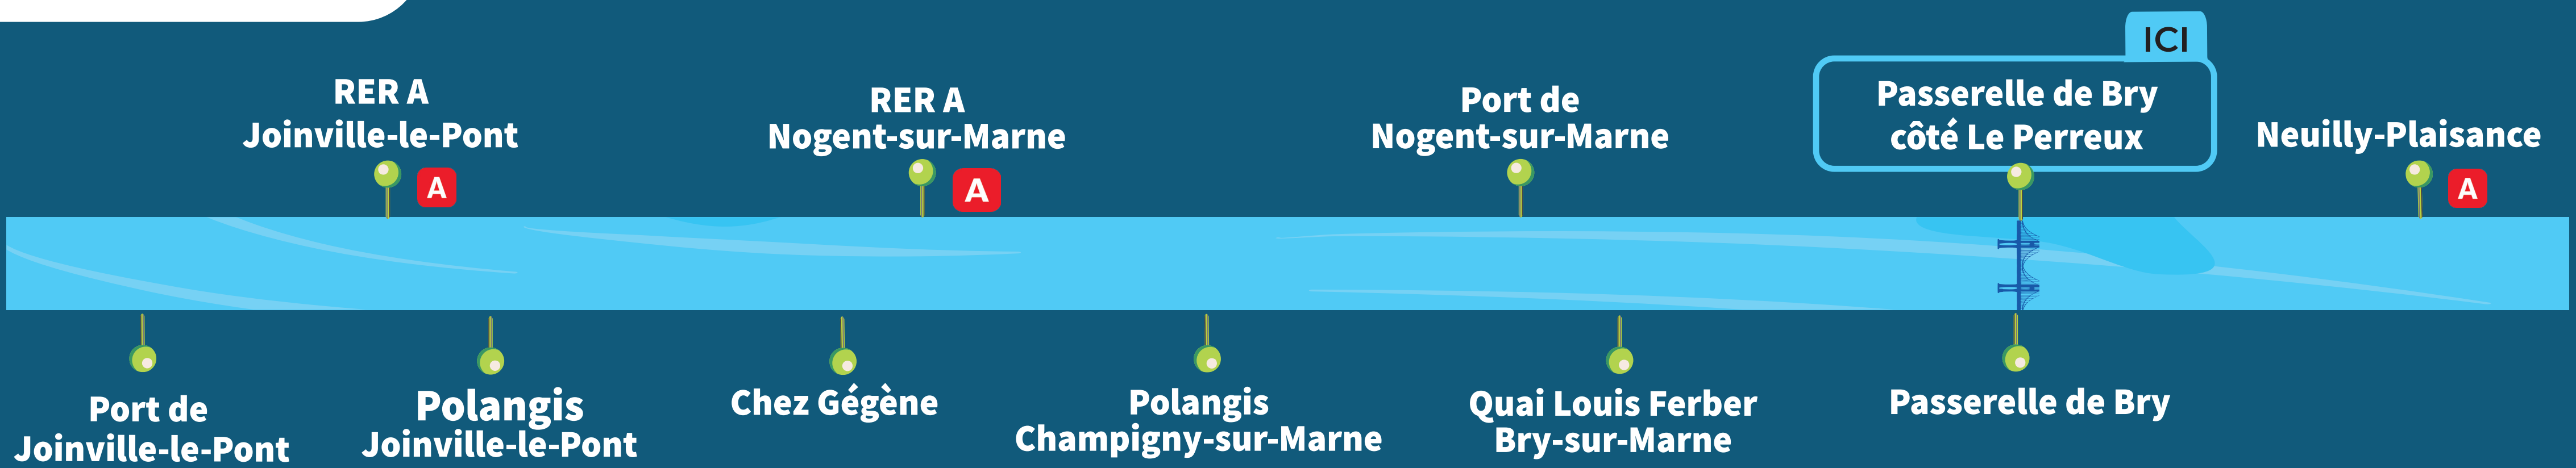 ICI
RER A
Joinville-le-Pont
A
RER A
Nogent-sur-Marne
A
Port de
Nogent-sur-Marne
Passerelle de Bry
côté Le Perreux
Neuilly-Plaisance
A
Port de
Joinville-le-Pont
Polangis
Joinville-le-Pont
Chez Gégène
Polangis
Champigny-sur-Marne
Quai Louis Ferber
Bry-sur-Marne
Passerelle de Bry